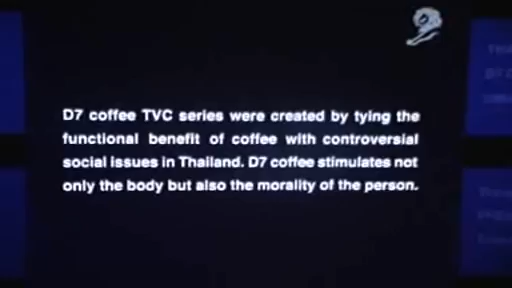 D7 coffee TVC series were created by tying the
functional benefit of coffee with controversial
social issues in Thailand. D7 coffee stimulates not
only the body but also the morality of the person.